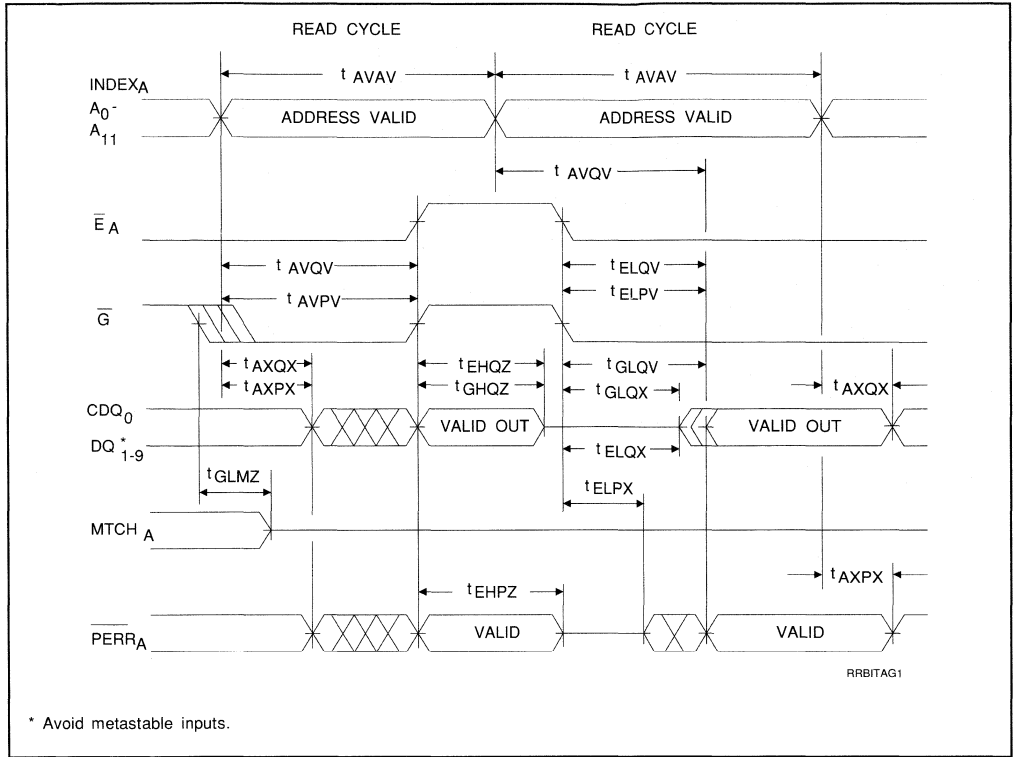 READ CYCLE READ CYCLE
t AVAV t AVAV
INDEXA
A0 -
A11
ADDRESS VALID ADDRESS VALID
t AVQV
E A
t AVQV t ELQV
t AVPV t ELPV
G
t AXQX t EHQZ t GLQV
t AXPX t GHQZ t GLQX t AXQX
CDQ0
VALID OUT VALID OUT
DQ *
1-9
t ELQX
t GLMZ t ELPX
MTCH A
t AXPX
t EHPZ
PERRA VALID VALID
RRBITAG1
* Avoid metastable inputs.